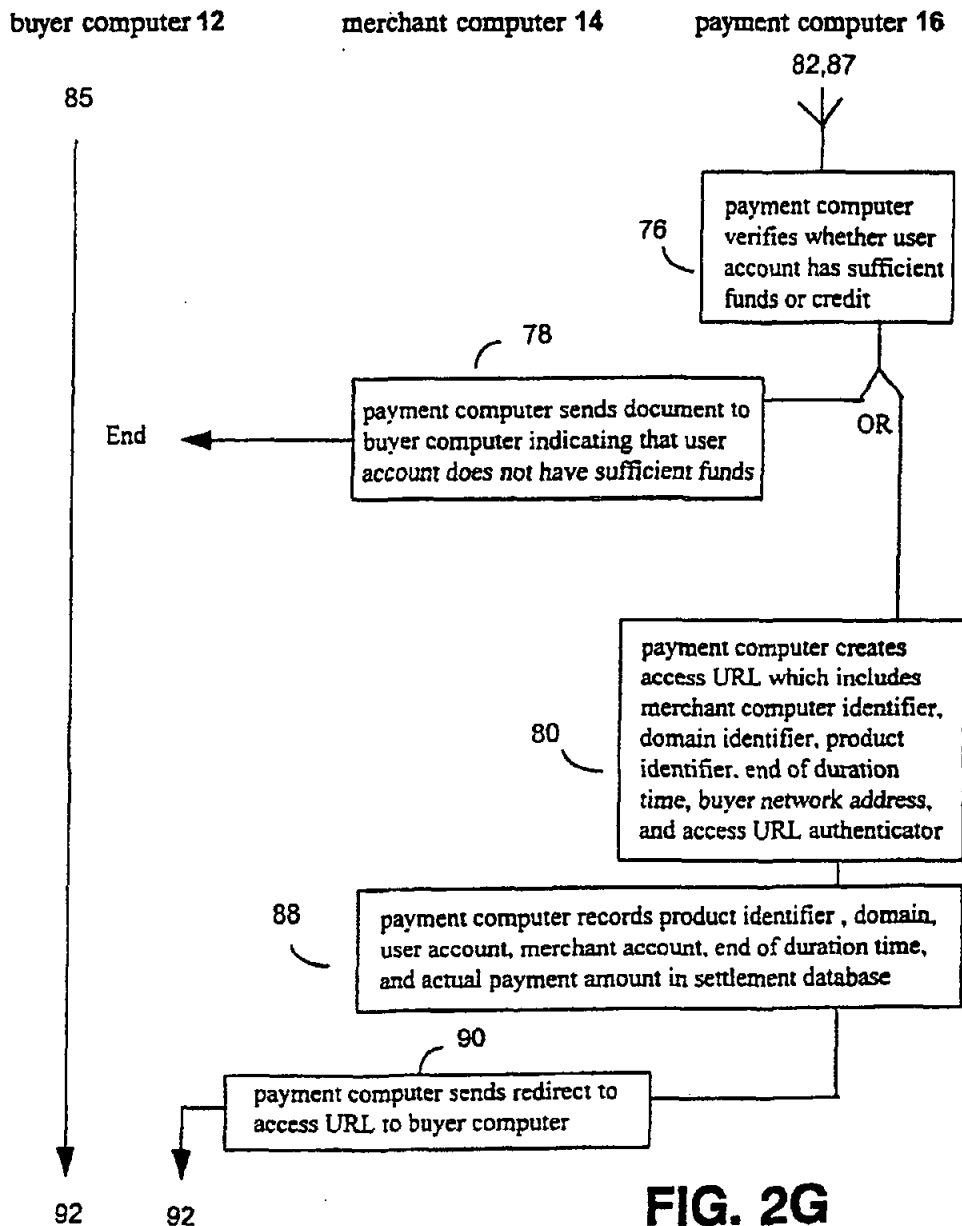 buyer computer 12 merchant computer 14 payment computer 16
82,87
85
payment computer
verifies whether user
account has sufficient
funds or credit
76
78
payment computer sends document to
buyer computer indicating that user
account does not have sufficient funds
End
OR
payment computer creates
access URL which includes
merchant computer identifier,
domain identifier, product
identifier, end of duration
time, buyer network address,
and access URL authenticator
80
88
payment computer records product identifier , domain,
user account, merchant account, end of duration time,
and actual payment amount in settlement database
90
payment computer sends redirect to
access URL to buyer computer
92 92
FIG. 2G